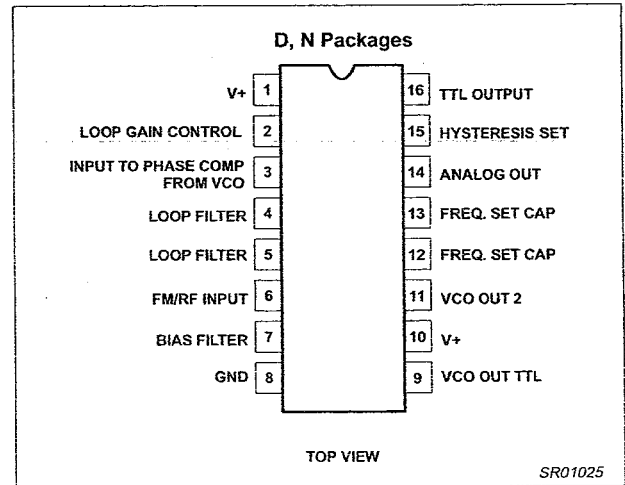 D, N Packages
V+ 1
LOOP GAIN CONTROL 2
INPUT TO PHASE COMP
FROM VCO 3
LOOP FILTER 4
LOOP FILTER 5
FM/RF INPUT 6
BIAS FILTER 7
GND 8
16 TTL OUTPUT
15 HYSTERESIS SET
14 ANALOG OUT
13 FREQ. SET CAP
12 FREQ. SET CAP
11 VCO OUT 2
10 V+
9 VCO OUT TTL
TOP VIEW
SR01025